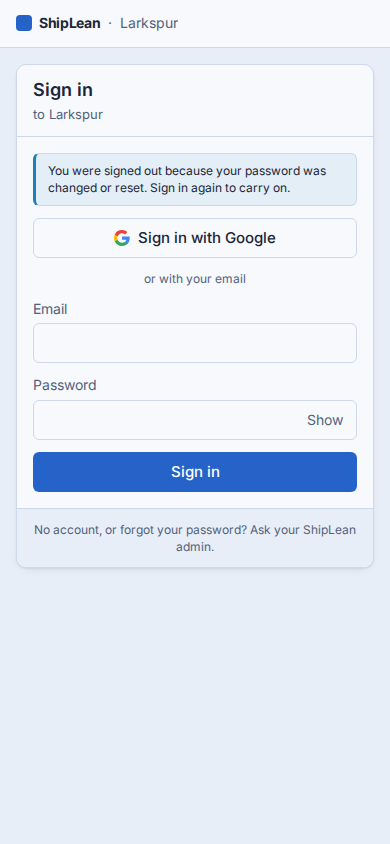 ShipLean · Larkspur
Sign in
to Larkspur
You were signed out because your password was
changed or reset. Sign in again to carry on.
Sign in with Google
or with your email
Email
Password
Show
Sign in
No account, or forgot your password? Ask your ShipLean
admin.